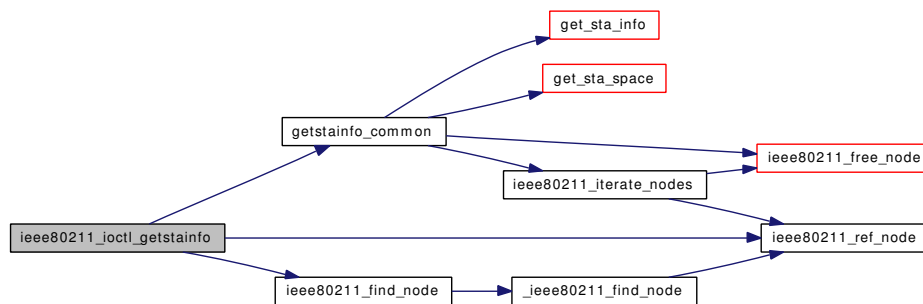 get_sta_info
get_sta_space
getstainfo_common
ieee80211_free_node
ieee80211_iterate_nodes
ieee80211_ioctl_getstainfo
ieee80211_ref_node
ieee80211_find_node
_ieee80211_find_node